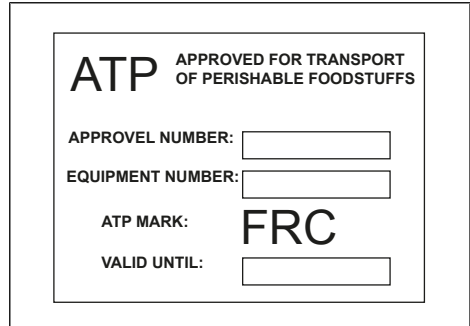 ATP APPROVED FOR TRANSPORT
OF PERISHABLE FOODSTUFFS
APPROVEL NUMBER:
EQUIPMENT NUMBER:
ATP MARK: FRC
VALID UNTIL: